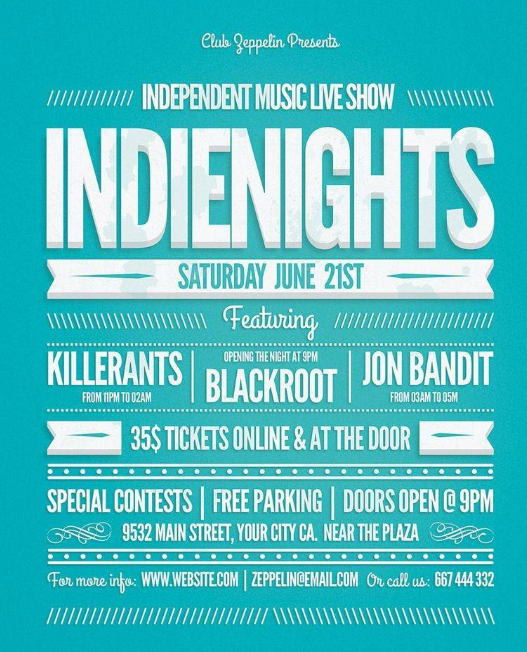 Club Zeppelin Presents
INDEPENDENT MUSIC LIVE SHOW
INDIENIGHTS
SATURDAY JUNE 21ST
Featuring
KILLERANTS
FROM 11PM TO 02AM
OPENING THE NIGHT AT 9PM
BLACKROOT
JON BANDIT
FROM 03AM TO 05M
35$ TICKETS ONLINE & AT THE DOOR
SPECIAL CONTESTS | FREE PARKING | DOORS OPEN @ 9PM
9532 MAIN STREET, YOUR CITY CA. NEAR THE PLAZA
For more info: WWW.WEBSITE.COM | ZEPPELIN@EMAIL.COM Or call us: 667 444 332